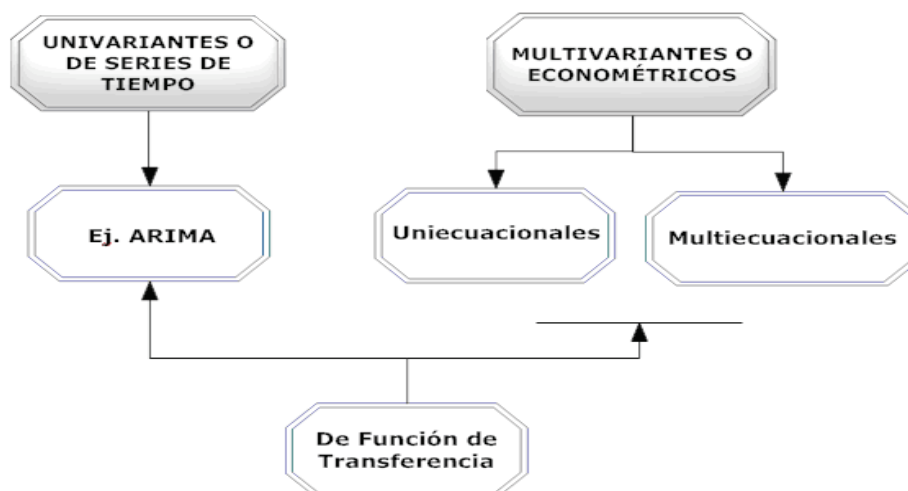 UNIVARIANTES O
DE SERIES DE
TIEMPO
MULTIVARIANTES O
ECONOMÉTRICOS
Ej. ARIMA
Uniecuacionales
Multiecuacionales
De Función de
Transferencia